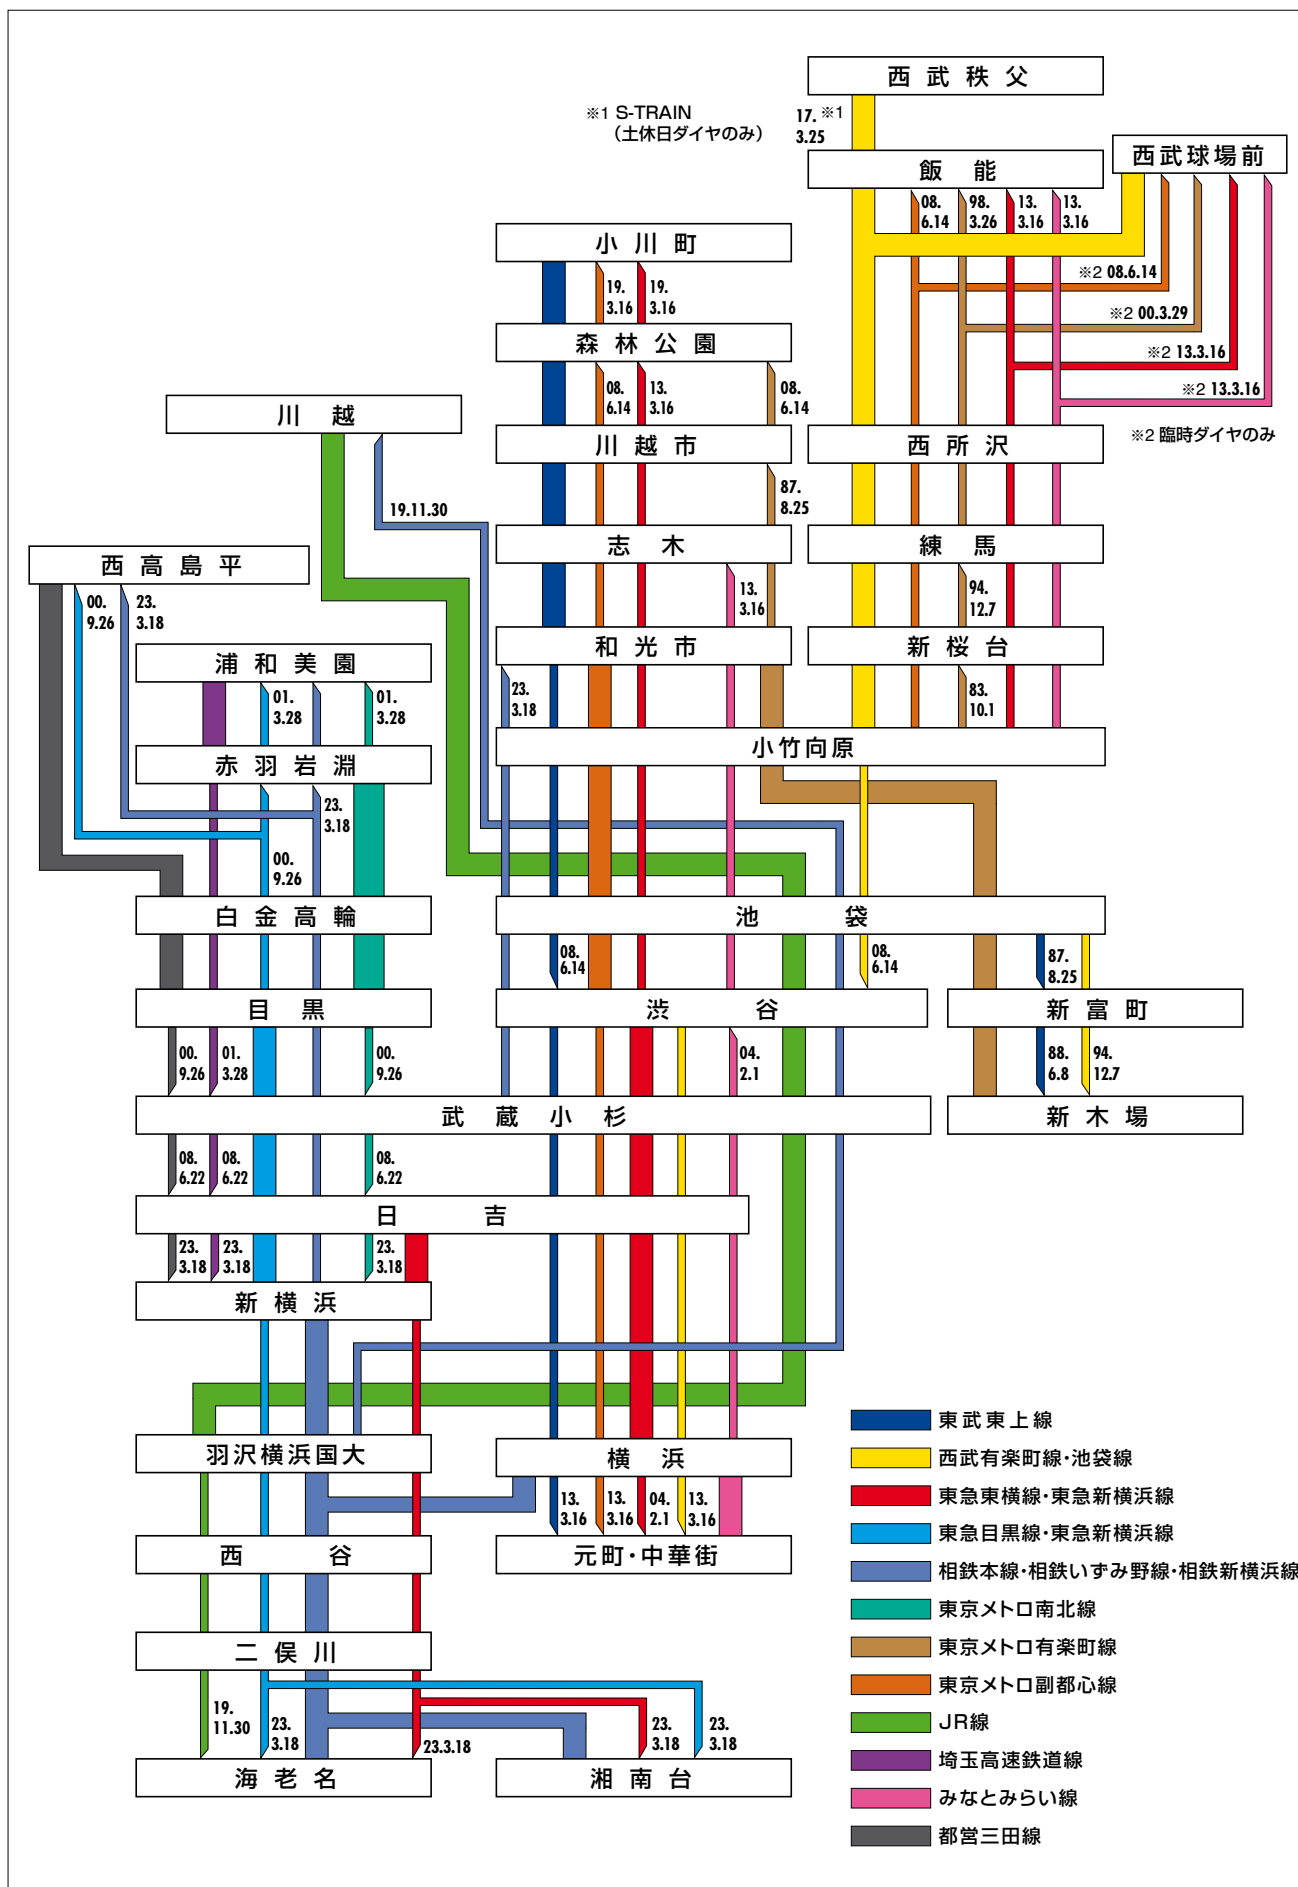 西武秩父
※1 S-TRAIN
（土休日ダイヤのみ）
17. ※1
3.25
西武球場前
飯能
08.
6.14
98.
3.26
13.
3.16
13.
3.16
小川町
※2 08.6.14
19.
3.16
19.
3.16
※2 00.3.29
森林公園
※2 13.3.16
08.
6.14
13.
3.16
08.
6.14
※2 13.3.16
川越
川越市
西所沢
※2 臨時ダイヤのみ
87.
8.25
19.11.30
志木
練馬
西高島平
00.
9.26
23.
3.18
13.
3.16
94.
12.7
和光市
新桜台
浦和美園
01.
3.28
01.
3.28
23.
3.18
83.
10.1
小竹向原
赤羽岩淵
23.
3.18
00.
9.26
白金高輪
池袋
08.
6.14
08.
6.14
87.
8.25
目黒
渋谷
新富町
00.
9.26
01.
3.28
00.
9.26
04.
2.1
88.
6.8
94.
12.7
武蔵小杉
新木場
08.
6.22
08.
6.22
08.
6.22
日吉
23.
3.18
23.
3.18
23.
3.18
新横浜
羽沢横浜国大
横浜
13.
3.16
13.
3.16
04.
2.1
13.
3.16
西谷
元町・中華街
二俣川
19.
11.30
23.
3.18
23.3.18
23.
3.18
23.
3.18
海老名
湘南台
東武東上線
西武有楽町線・池袋線
東急東横線・東急新横浜線
東急目黒線・東急新横浜線
相鉄本線・相鉄いずみ野線・相鉄新横浜線
東京メトロ南北線
東京メトロ有楽町線
東京メトロ副都心線
JR線
埼玉高速鉄道線
みなとみらい線
都営三田線